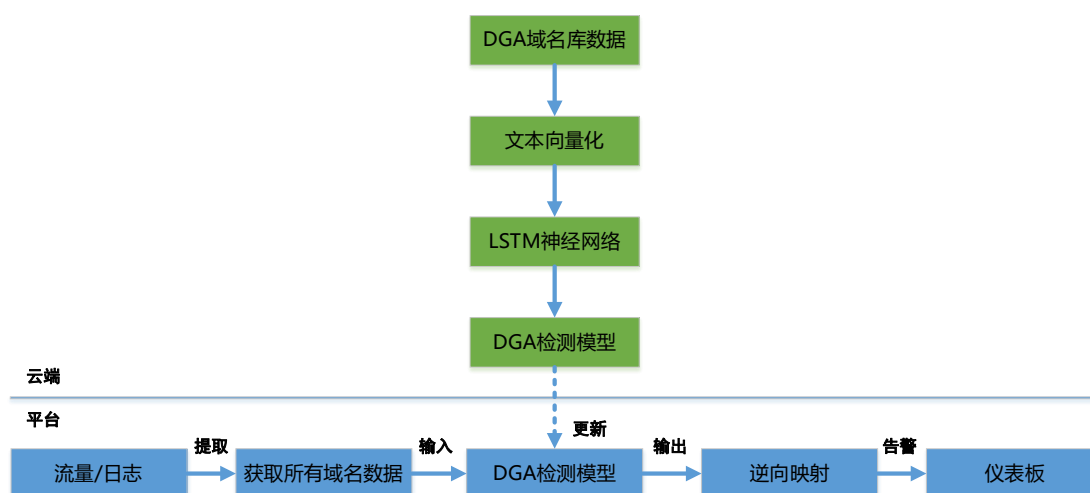 DGA域名库数据
文本向量化
LSTM神经网络
DGA检测模型
云端
平台
更新
提取
输入
输出
告警
流量/日志
获取所有域名数据
DGA检测模型
逆向映射
仪表板